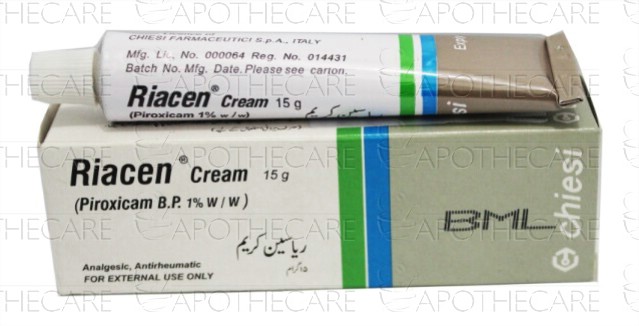 CHIESI FARMACEUTICI S.p.A., ITALY
Mfg. Lic. No. 000064 Reg. No. 014431
Batch No. Mfg. Date. Please see carton.
Riacen® Cream 15 g
(Piroxicam 1% w/w)
ریاسین کریم
Riacen® Cream 15 g
(Piroxicam B.P. 1% W / W)
ریاسین کریم
۱۵ گرام
Analgesic, Antirheumatic
FOR EXTERNAL USE ONLY
BML
chiesi
APOTHECARE